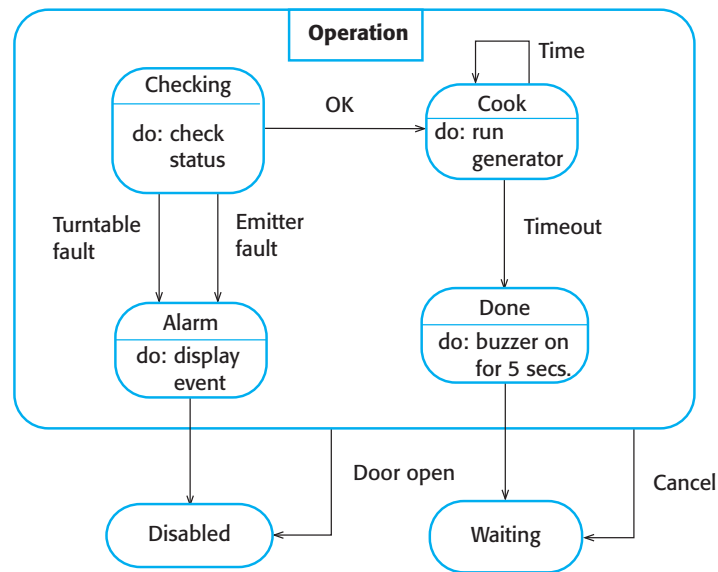 Operation
Time
Checking
do: check
status
OK
Cook
do: run
generator
Turntable
fault
Emitter
fault
Timeout
Alarm
do: display
event
Done
do: buzzer on
for 5 secs.
Door open
Cancel
Disabled
Waiting